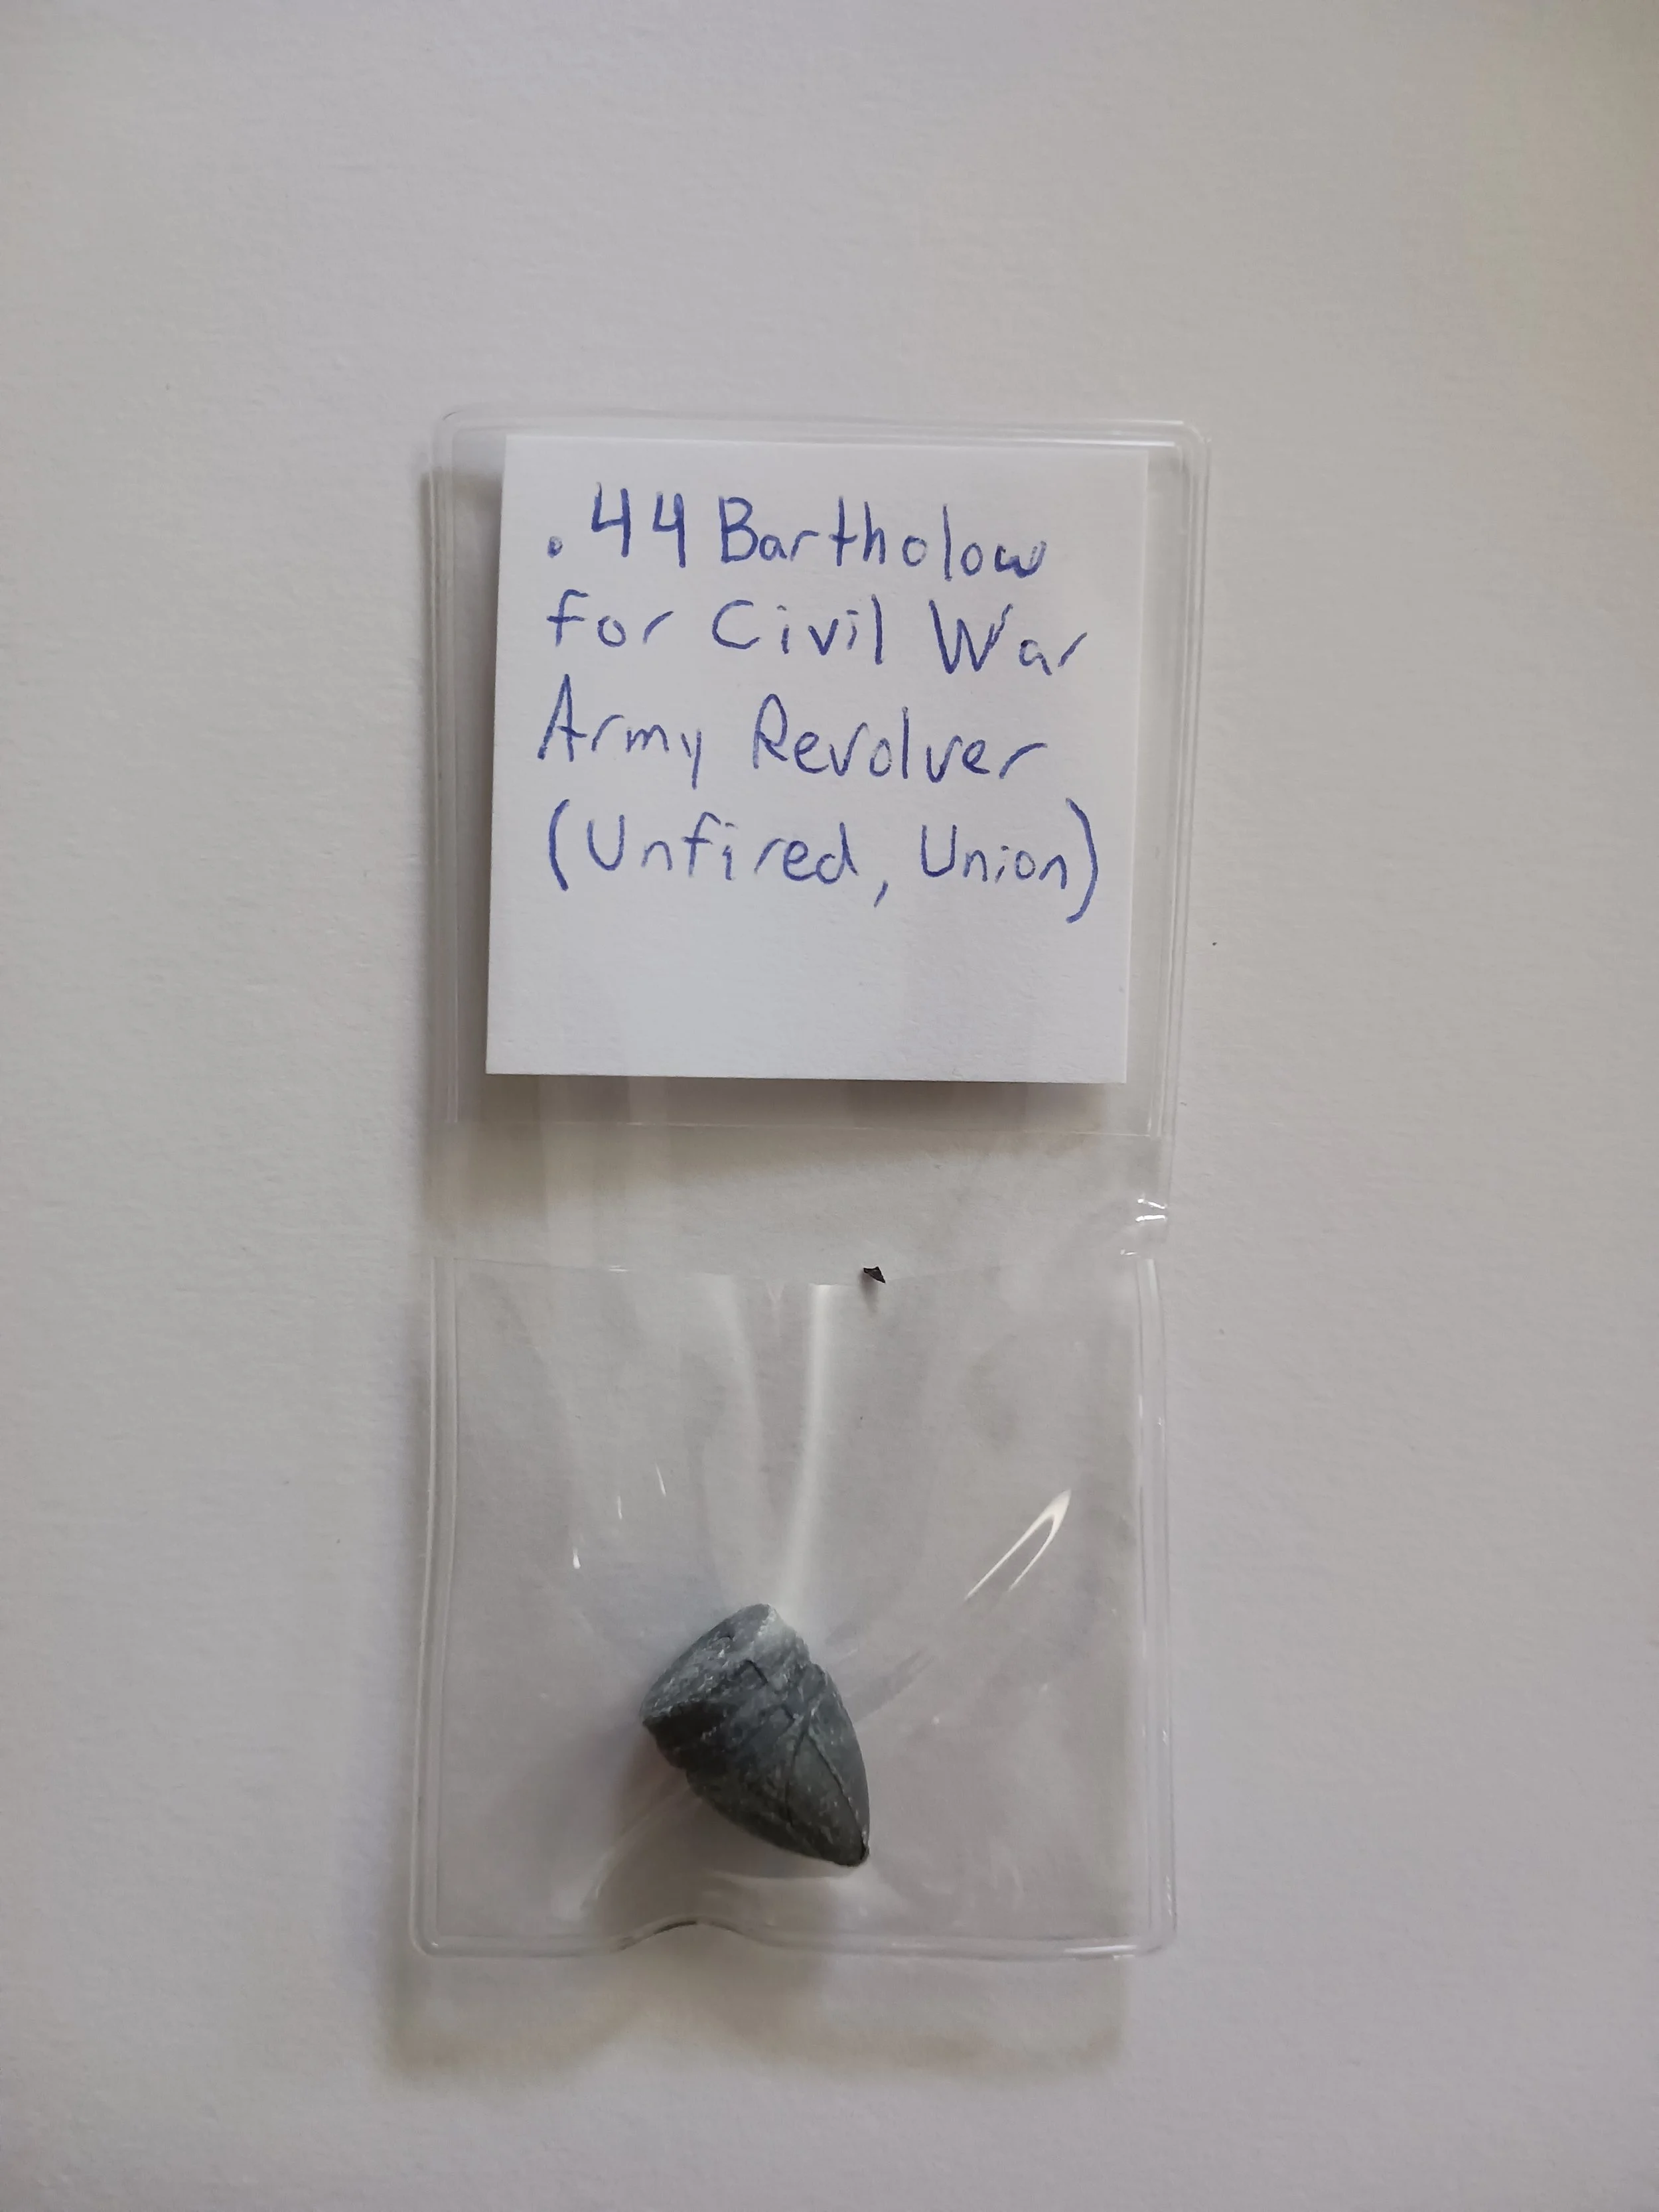 .44 Bartholow
for Civil War
Army Revolver
(Unfired, Union)